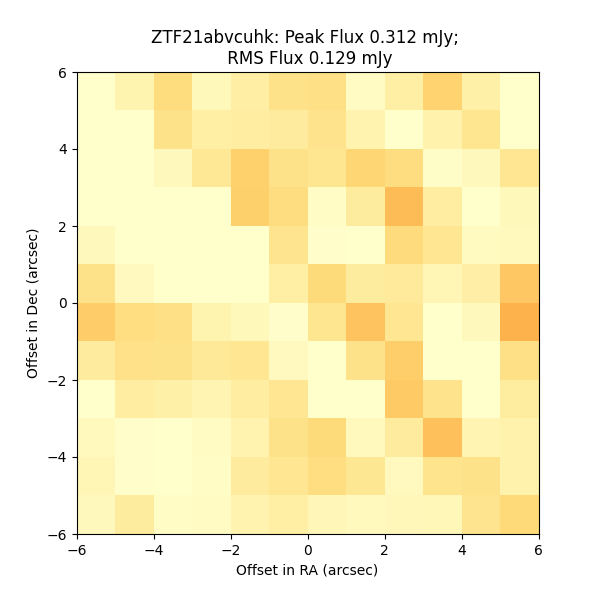 ZTF21abvcuhk: Peak Flux 0.312 mJy;
RMS Flux 0.129 mJy
6
4
2
0
−2
−4
−6
Offset in Dec (arcsec)
−6 −4 −2 0 2 4 6
Offset in RA (arcsec)